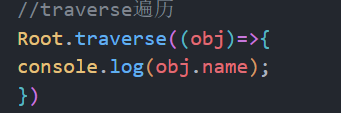 //traverse遍历
Root.traverse((obj)=>{
console.log(obj.name);
})